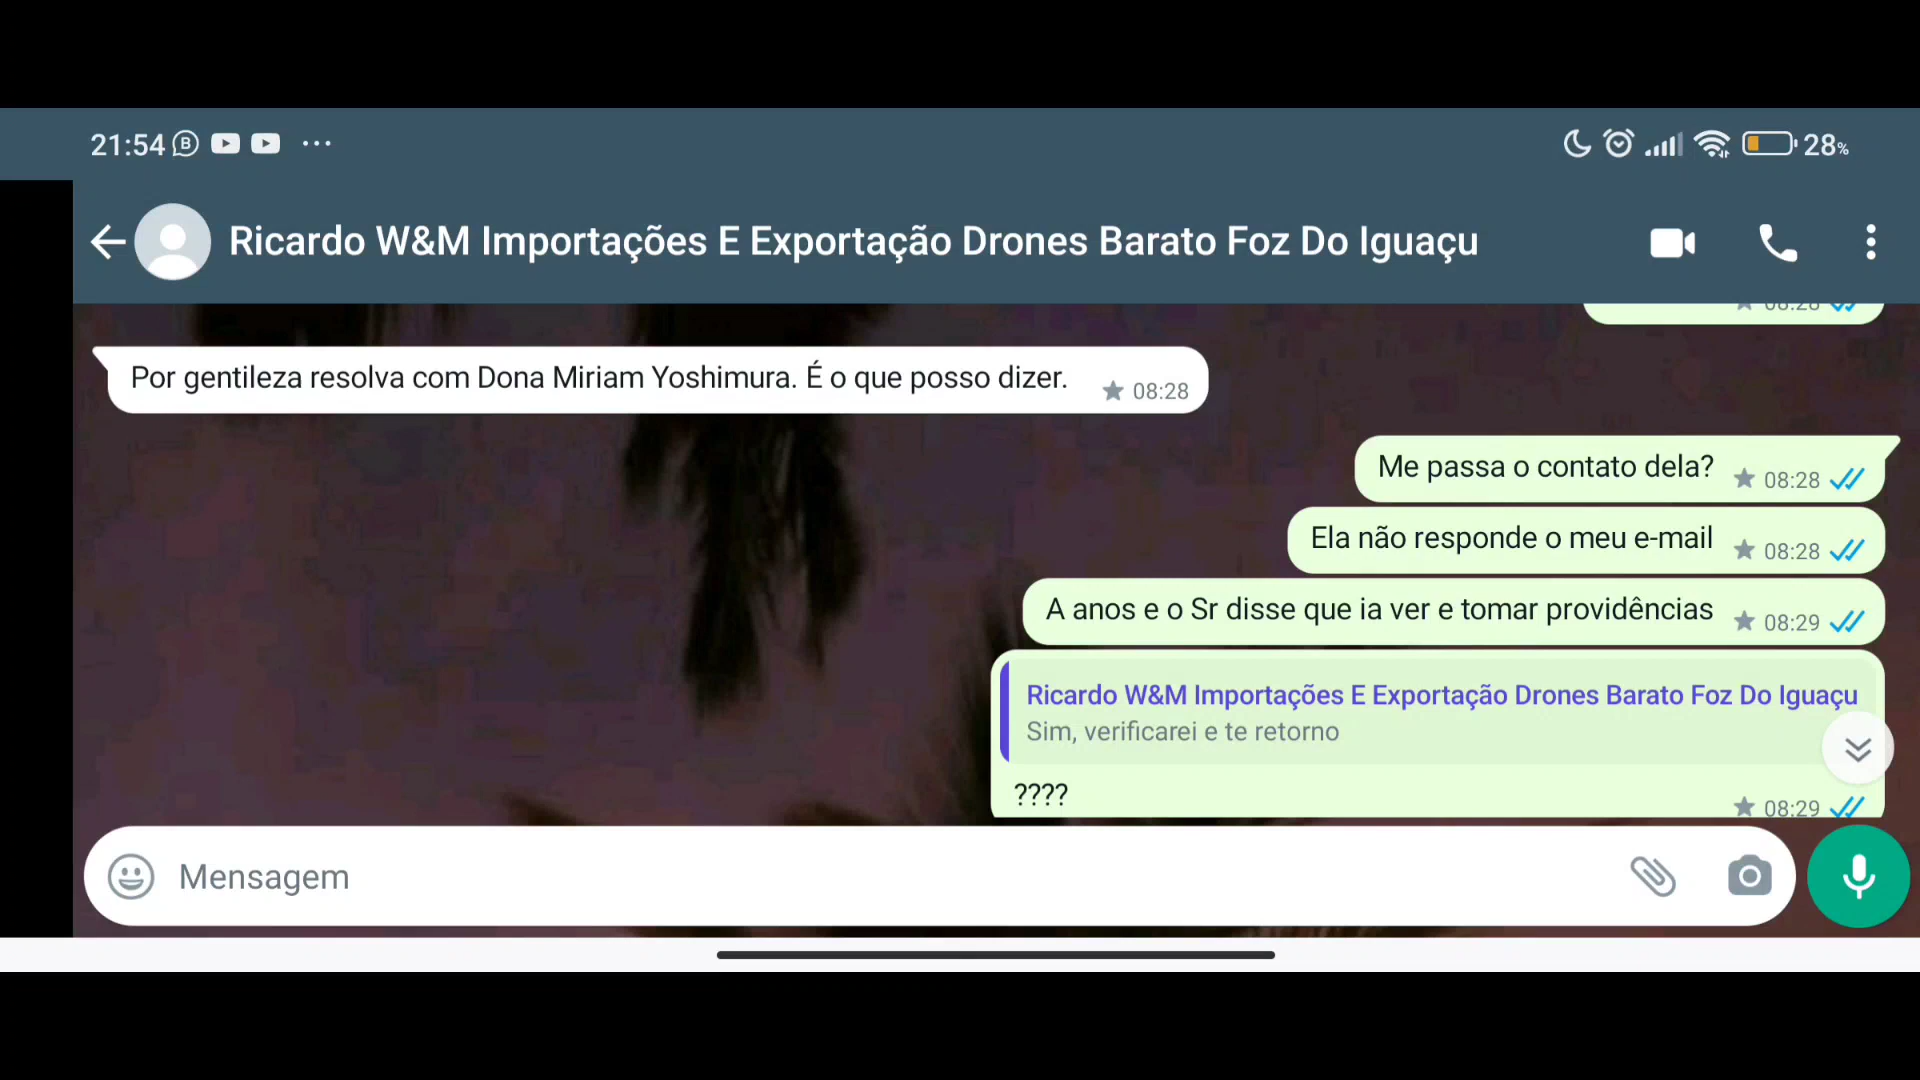 21:54
28%
Ricardo W&M Importações E Exportação Drones Barato Foz Do Iguaçu
08:28
Por gentileza resolva com Dona Miriam Yoshimura. É o que posso dizer. 08:28
Me passa o contato dela? 08:28
Ela não responde o meu e-mail 08:28
A anos e o Sr disse que ia ver e tomar providências 08:29
Ricardo W&M Importações E Exportação Drones Barato Foz Do Iguaçu
Sim, verificarei e te retorno
????
08:29
Mensagem